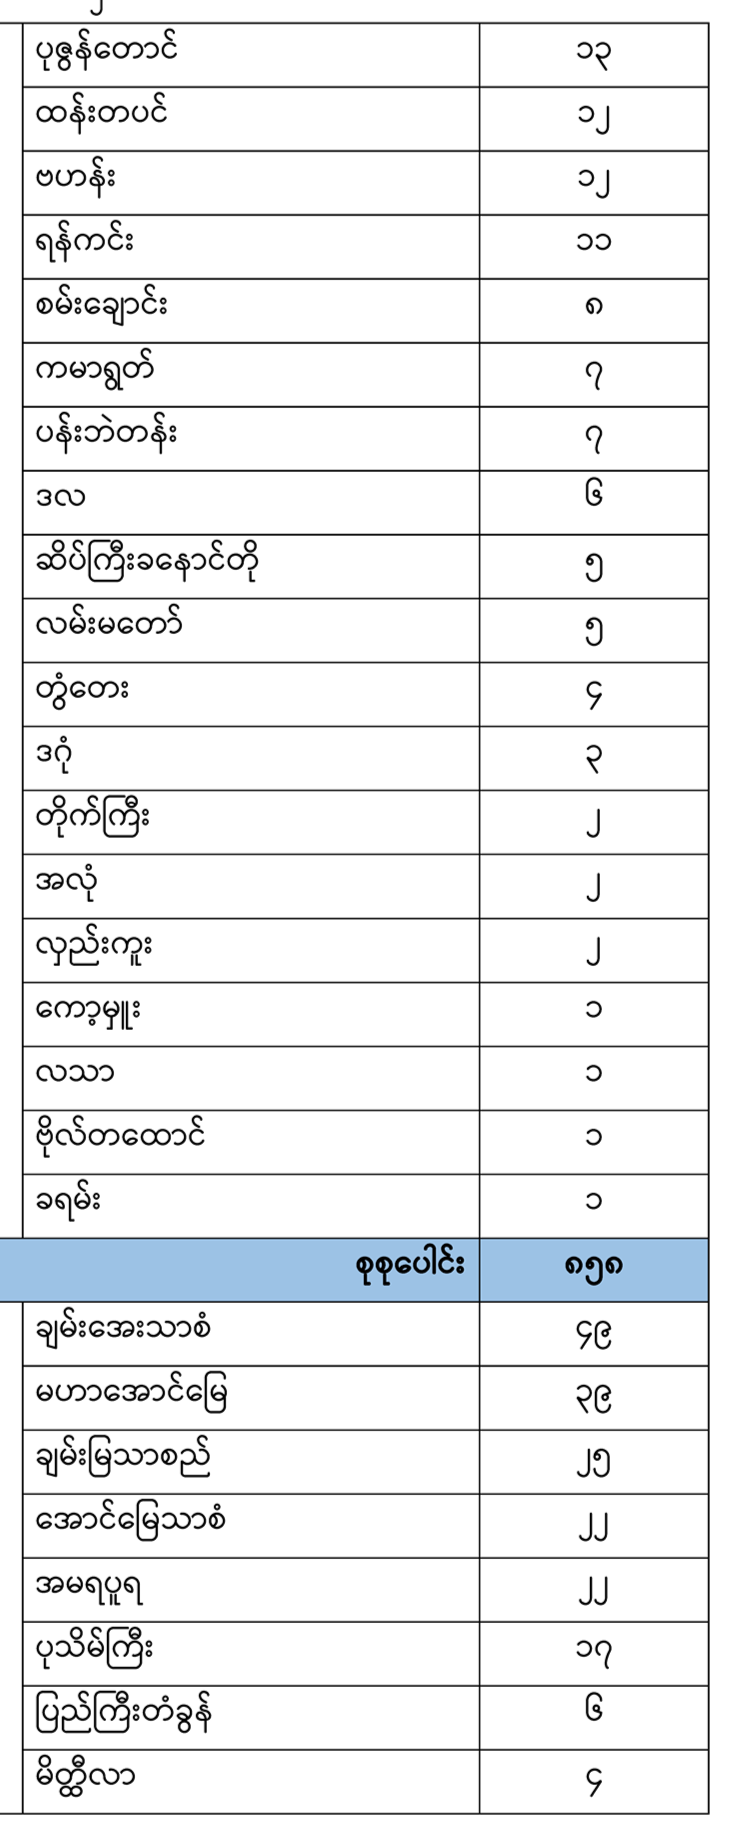 ပုဇွန်တောင် ၁၃
ထန်းတပင် ၁၂
ဗဟန်း ၁၂
ရန်ကင်း ၁၁
စမ်းချောင်း ၈
ကမာရွတ် ၇
ပန်းဘဲတန်း ၇
ဒလ ၆
ဆိပ်ကြီးခနောင်တို ၅
လမ်းမတော် ၅
တွံတေး ၄
ဒဂုံ ၃
တိုက်ကြီး ၂
အလုံ ၂
လှည်းကူး ၂
ကော့မှူး ၁
လသာ ၁
ဗိုလ်တထောင် ၁
ခရမ်း ၁
စုစုပေါင်း ၈၅၈
ချမ်းအေးသာစံ ၄၉
မဟာအောင်မြေ ၃၉
ချမ်းမြသာစည် ၂၅
အောင်မြေသာစံ ၂၂
အမရပူရ ၂၂
ပုသိမ်ကြီး ၁၇
ပြည်ကြီးတံခွန် ၆
မိတ္ထီလာ ၄